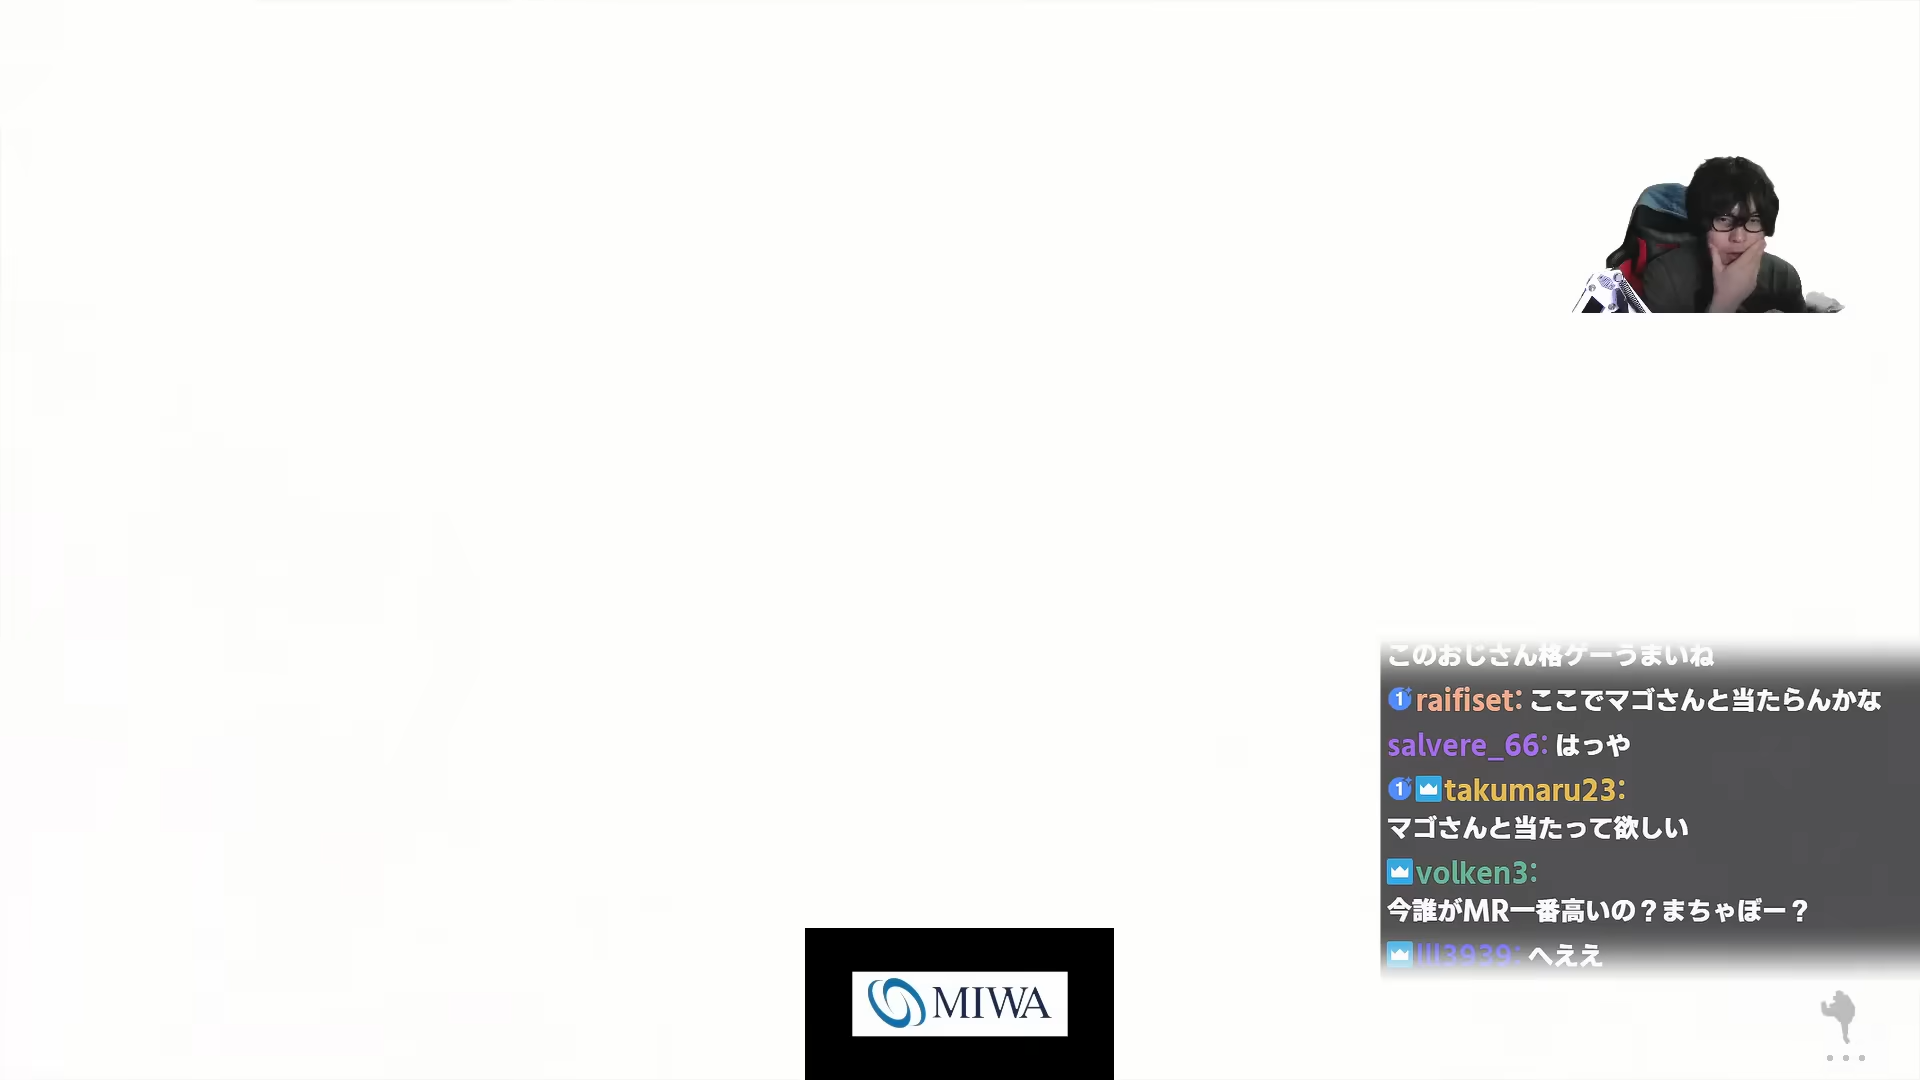 このおじさん格ゲーうまいね
raifiset: ここでマゴさんと当たらんかな
salvere_66: はっや
takumaru23:
マゴさんと当たって欲しい
volken3:
今誰がMR一番高いの？まちゃぼー？
lll3939: へええ
MIWA